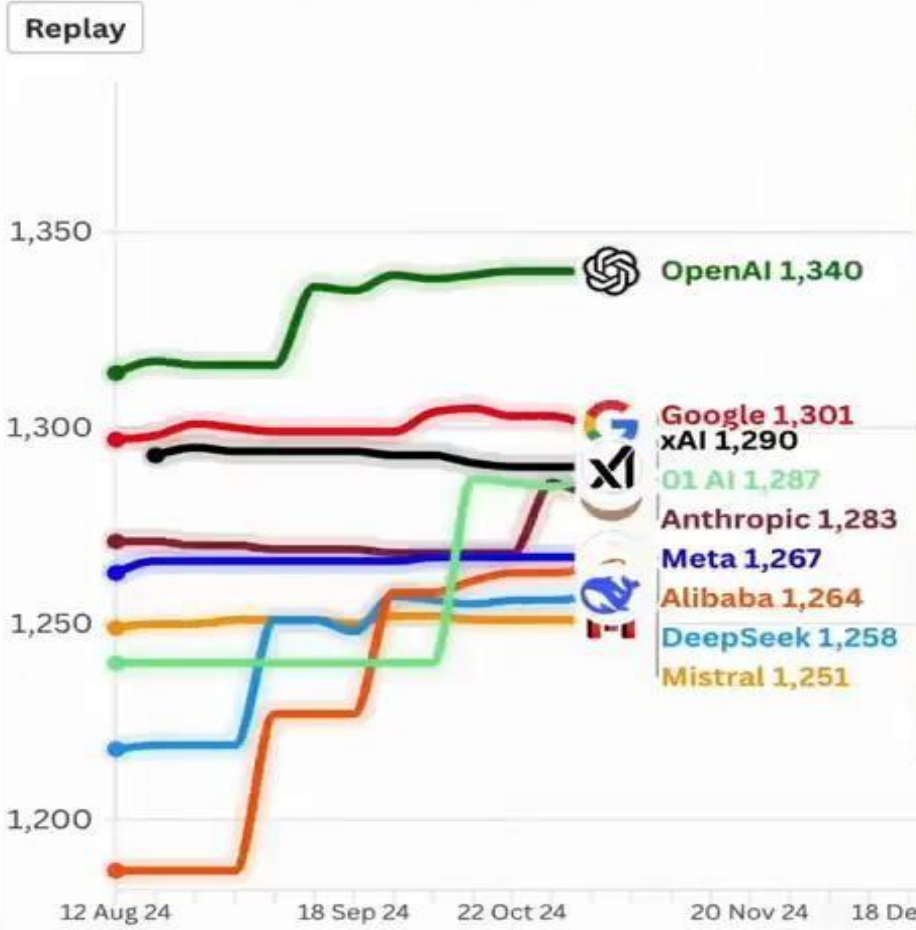 Replay
1,350
OpenAI 1,340
Google 1,301
1,300
xAI 1,290
01 AI 1,287
Anthropic 1,283
Meta 1,267
Alibaba 1,264
1,250
DeepSeek 1,258
Mistral 1,251
1,200
12 Aug 24 18 Sep 24 22 Oct 24 20 Nov 24 18 De